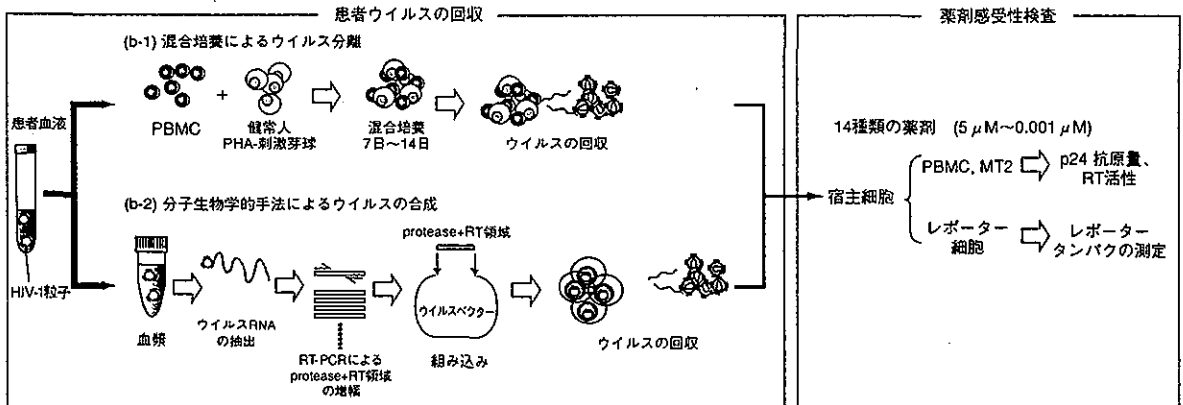 患者ウイルスの回収
薬剤感受性検査
(b-1) 混合培養によるウイルス分離
患者血液
HIV-1粒子
PBMC
+
健常人
PHA-刺激芽球
混合培養
7日～14日
ウイルスの回収
(b-2) 分子生物学的手法によるウイルスの合成
血漿
ウイルスRNA
の抽出
RT-PCRによる
protease+RT領域
の増幅
protease+RT領域
ウイルスベクター
組み込み
ウイルスの回収
14種類の薬剤 (5 μM～0.001 μM)
宿主細胞
PBMC, MT2
p24 抗原量、
RT活性
レポーター
細胞
レポーター
タンパクの測定